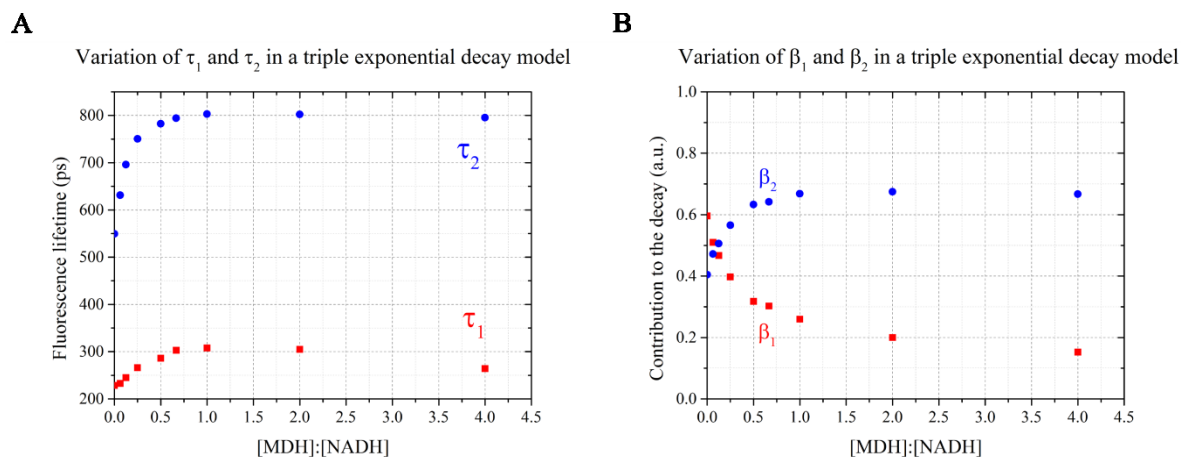 A
Variation of τ₁ and τ₂ in a triple exponential decay model
Fluorescence lifetime (ps)
800
700
600
500
400
300
200
τ₂
τ₁
0.0 0.5 1.0 1.5 2.0 2.5 3.0 3.5 4.0 4.5
[MDH]:[NADH]
B
Variation of β₁ and β₂ in a triple exponential decay model
Contribution to the decay (a.u.)
1.0
0.8
0.6
0.4
0.2
0.0
β₂
β₁
0.0 0.5 1.0 1.5 2.0 2.5 3.0 3.5 4.0 4.5
[MDH]:[NADH]